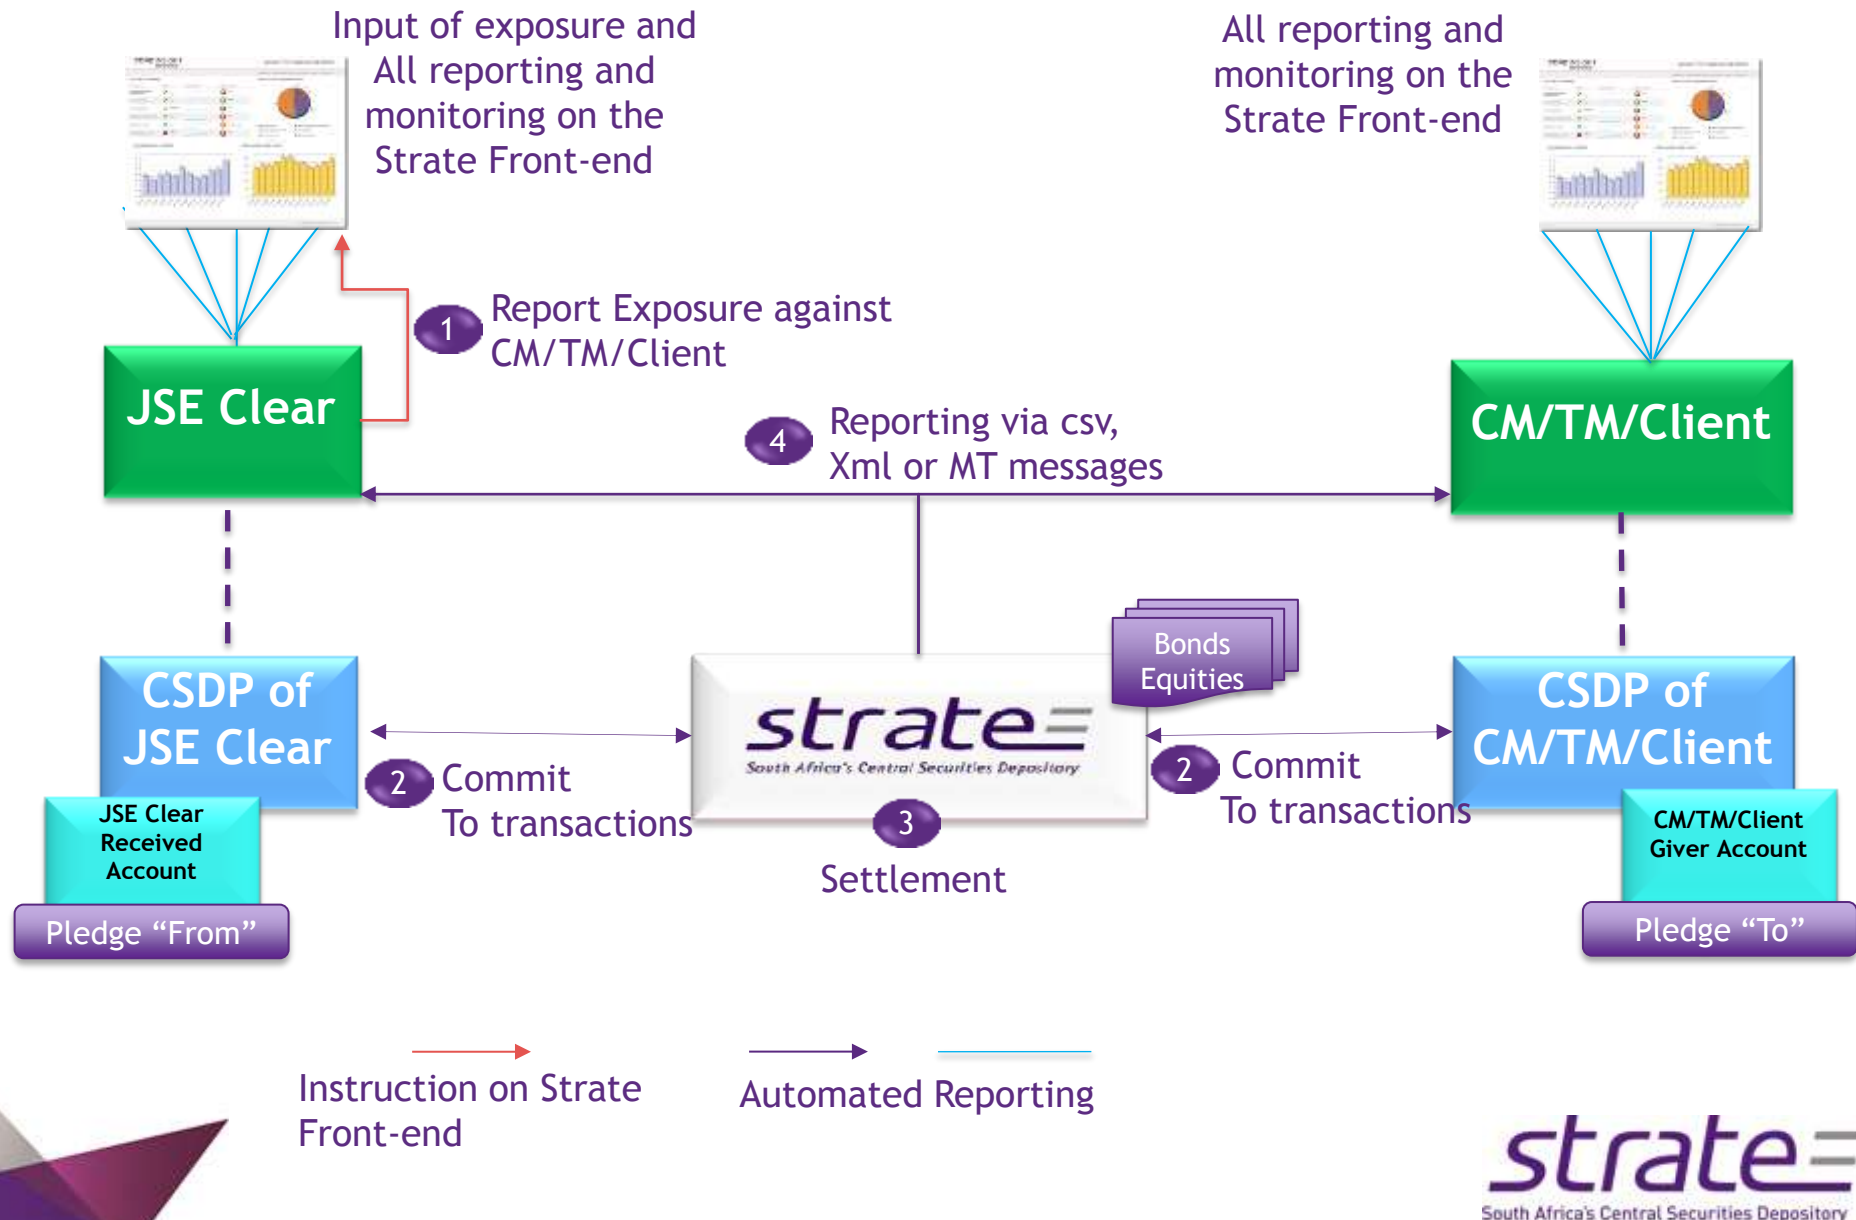 Input of exposure and
All reporting and
monitoring on the
Strate Front-end
All reporting and
monitoring on the
Strate Front-end
1
Report Exposure against
CM/TM/Client
JSE Clear
CM/TM/Client
4
Reporting via csv,
Xml or MT messages
Bonds
Equities
CSDP of
JSE Clear
strate
South Africa's Central Securities Depository
CSDP of
CM/TM/Client
2
Commit
To transactions
2
Commit
To transactions
3
Settlement
JSE Clear
Received
Account
CM/TM/Client
Giver Account
Pledge “From”
Pledge “To”
Instruction on Strate
Front-end
Automated Reporting
strate
South Africa's Central Securities Depository